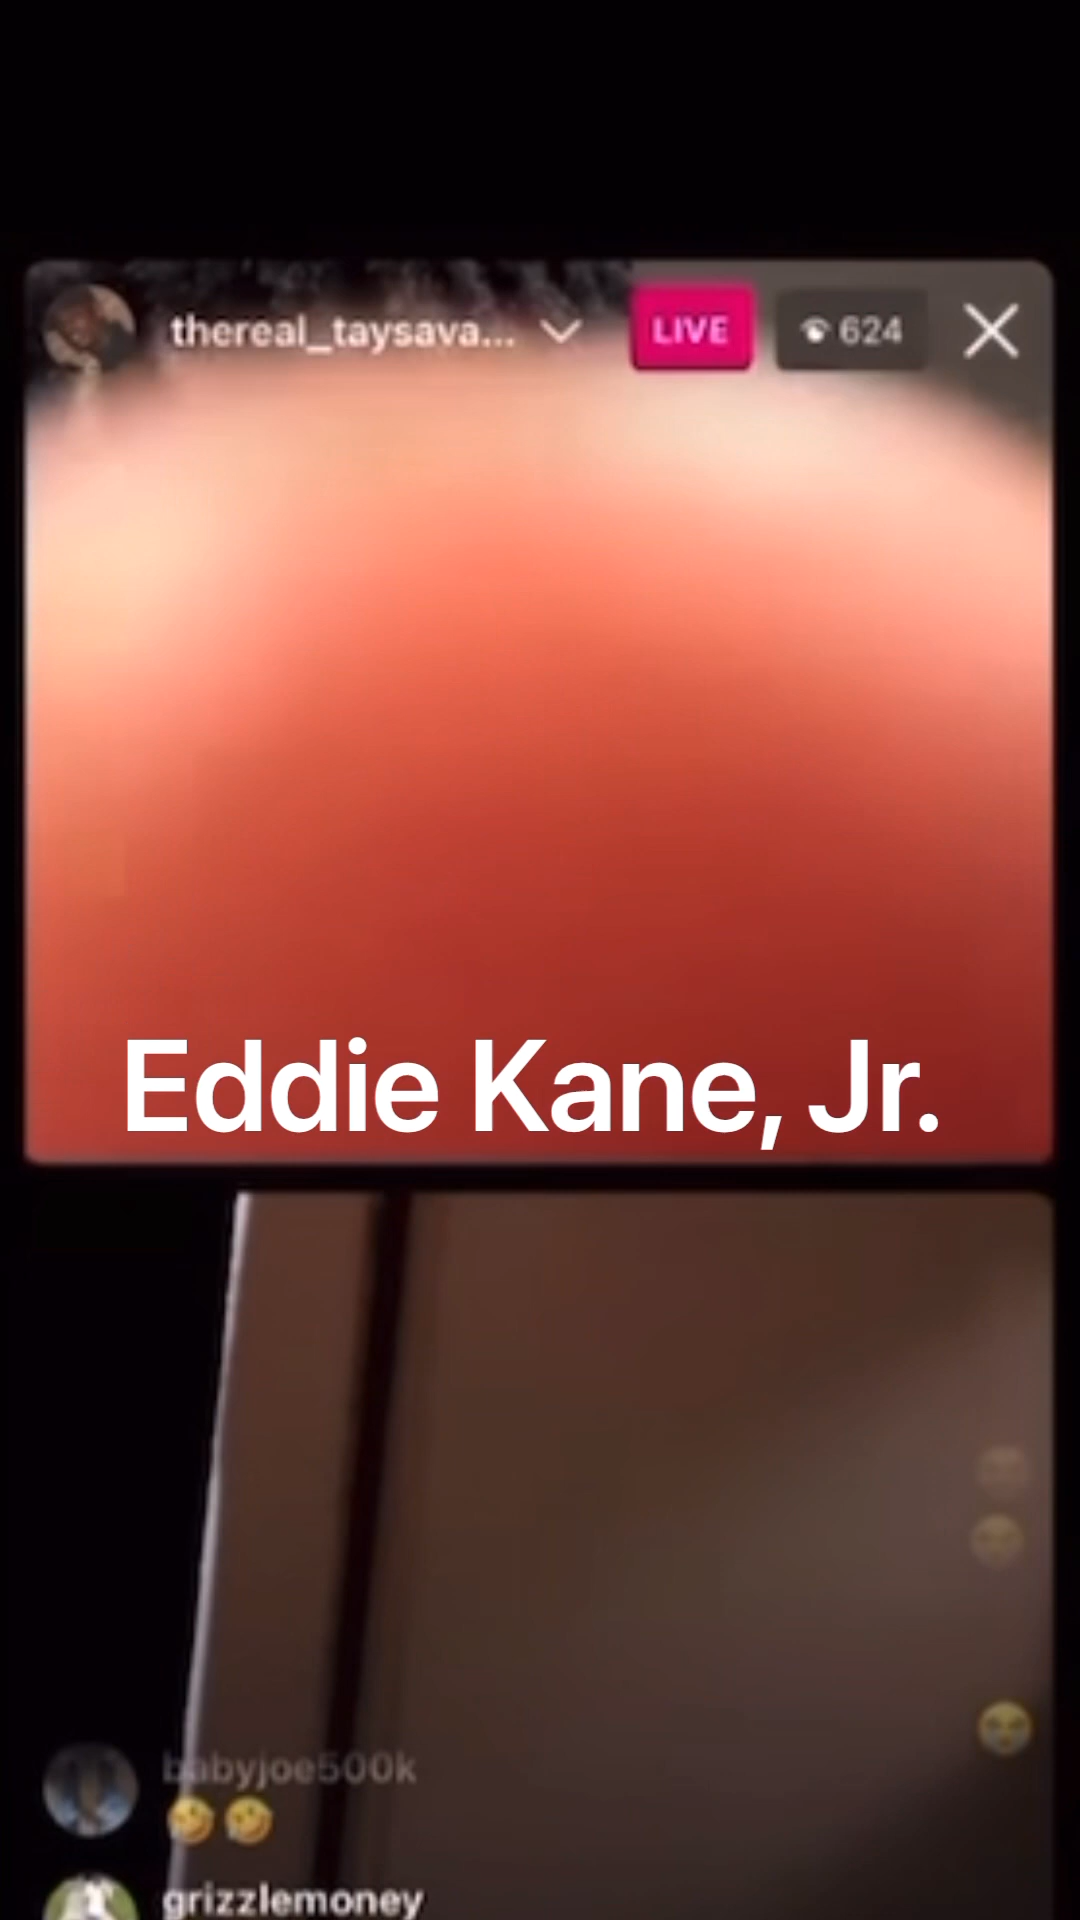 thereal_taysava...
LIVE
624
Eddie Kane, Jr.
babyjoe500k
grizzlemoney